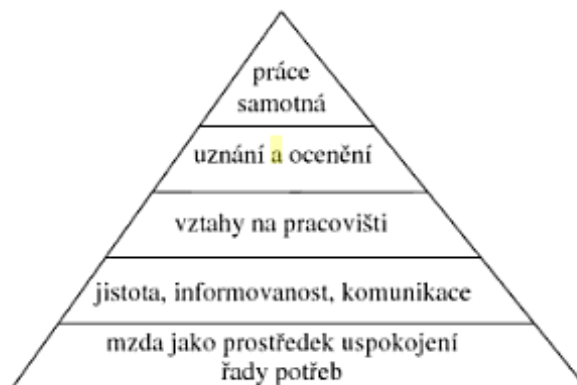 práce
samotná
uznání a ocenění
vztahy na pracovišti
jistota, informovanost, komunikace
mzda jako prostředek uspokojení
řady potřeb